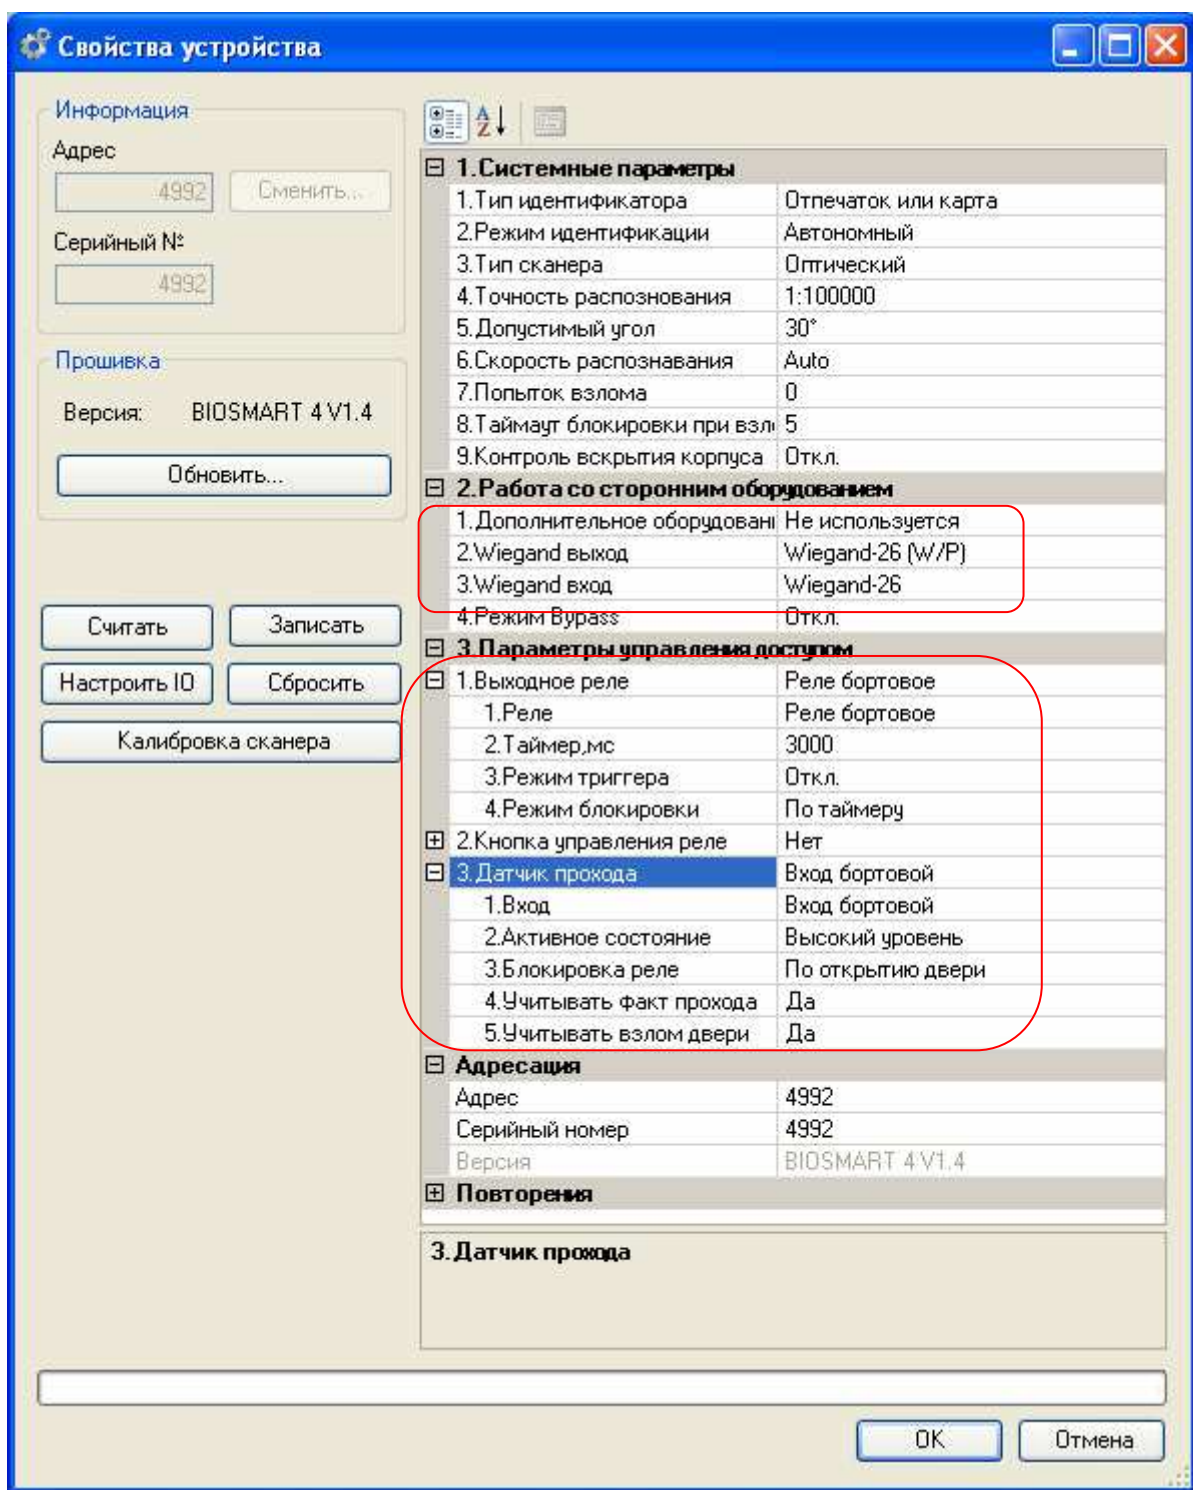 Свойства устройства
Информация
Адрес
4992
Сменить...
Серийный №
4992
Прошивка
Версия: BIOSMART 4 V1.4
Обновить...
Считать
Записать
Настроить IO
Сбросить
Калибровка сканера
1.Системные параметры
1.Тип идентификатора Отпечаток или карта
2.Режим идентификации Автономный
3.Тип сканера Оптический
4.Точность распознования 1:100000
5.Допустимый угол 30°
6.Скорость распознавания Auto
7.Попыток взлома 0
8.Таймаут блокировки при взл 5
9.Контроль вскрытия корпуса Откл.
2.Работа со сторонним оборудованием
1.Дополнительное оборудован Не используется
2.Wiegand выход Wiegand-26 (W/P)
3.Wiegand вход Wiegand-26
4.Режим Bypass Откл.
3.Параметры управления доступом
1.Выходное реле Реле бортовое
1.Реле Реле бортовое
2.Таймер,мс 3000
3.Режим триггера Откл.
4.Режим блокировки По таймеру
2.Кнопка управления реле Нет
3.Датчик прохода Вход бортовой
1.Вход Вход бортовой
2.Активное состояние Высокий уровень
3.Блокировка реле По открытию двери
4.Учитывать факт прохода Да
5.Учитывать взлом двери Да
Адресация
Адрес 4992
Серийный номер 4992
Версия BIOSMART 4 V1.4
Повторения
3.Датчик прохода
OK
Отмена